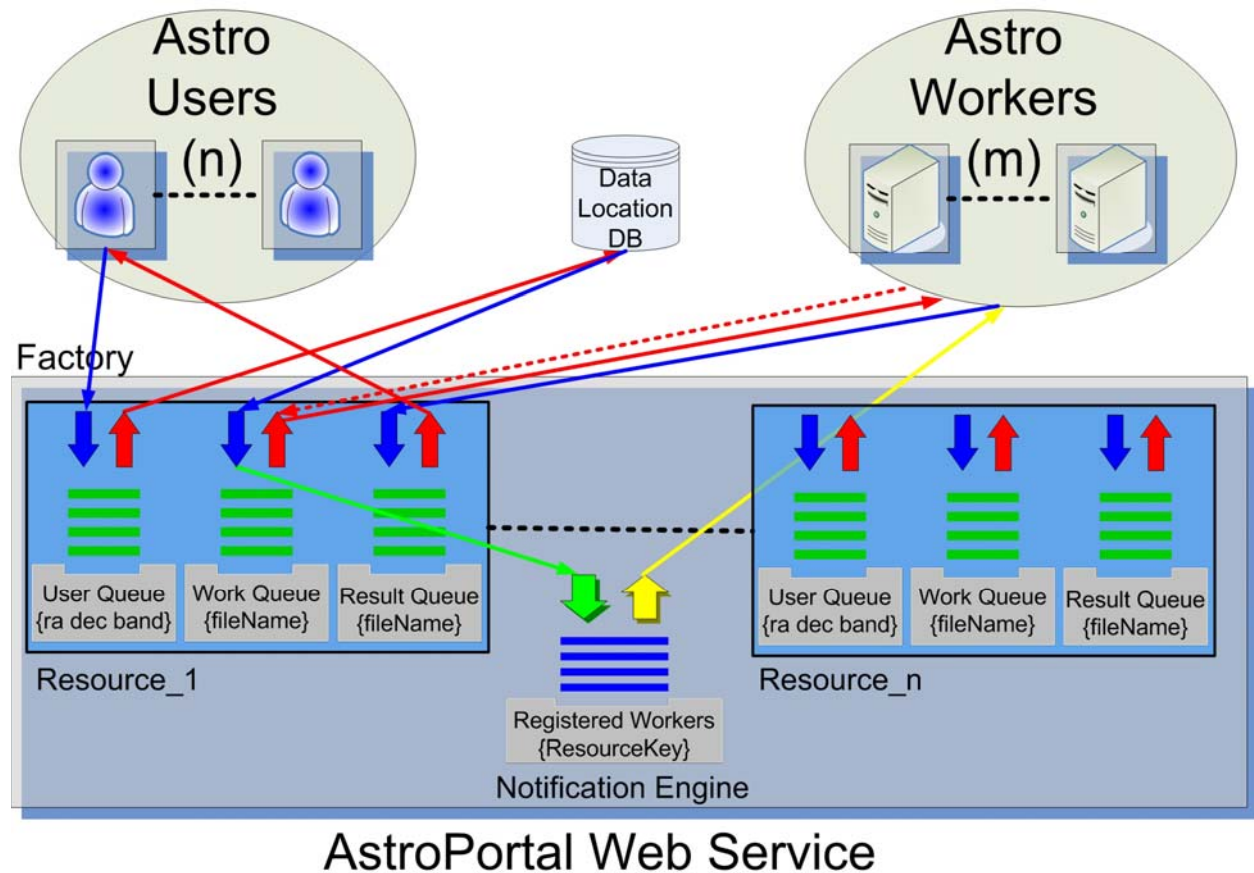 Astro
Users
(n)
Astro
Workers
(m)
Data
Location
DB
Factory
User Queue
{ra dec band}
Work Queue
{fileName}
Result Queue
{fileName}
Resource_1
User Queue
{ra dec band}
Work Queue
{fileName}
Result Queue
{fileName}
Resource_n
Registered Workers
{ResourceKey}
Notification Engine
AstroPortal Web Service